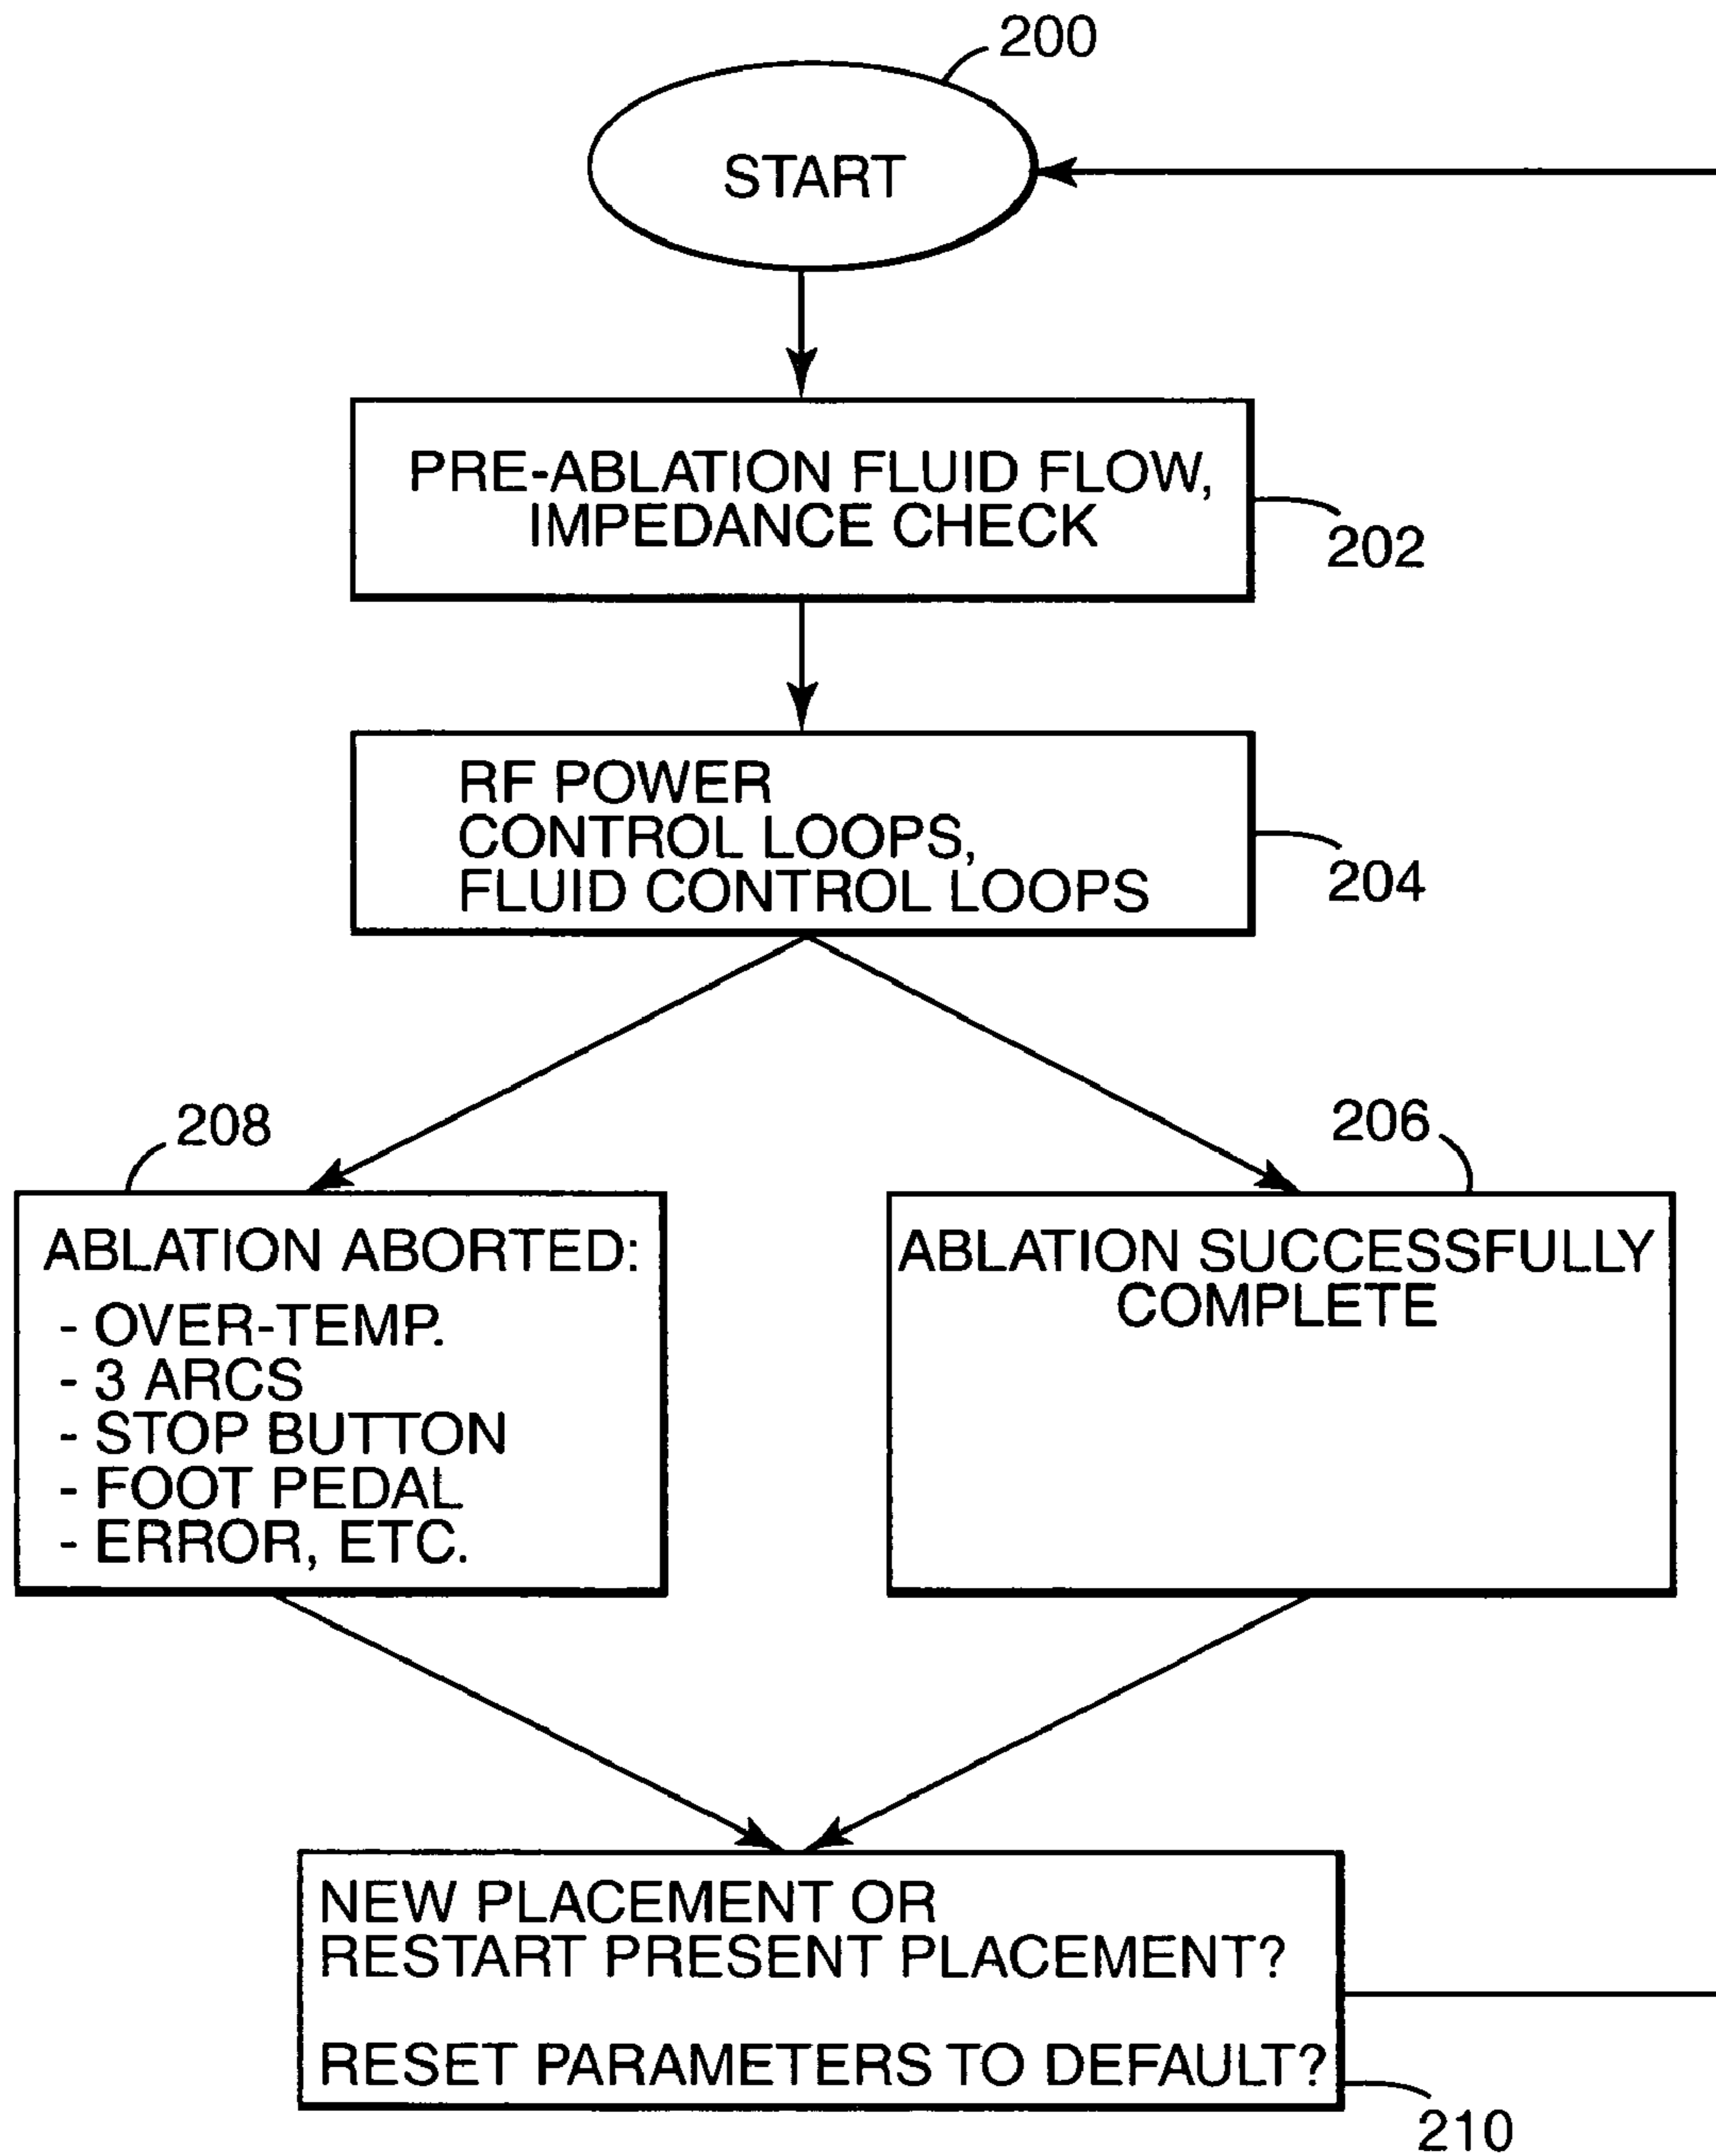 200
START
PRE-ABLATION FLUID FLOW,
IMPEDANCE CHECK
202
RF POWER
CONTROL LOOPS,
FLUID CONTROL LOOPS
204
208
206
ABLATION ABORTED:
- OVER-TEMP.
- 3 ARCS
- STOP BUTTON
- FOOT PEDAL
- ERROR, ETC.
ABLATION SUCCESSFULLY
COMPLETE
NEW PLACEMENT OR
RESTART PRESENT PLACEMENT?
RESET PARAMETERS TO DEFAULT?
210